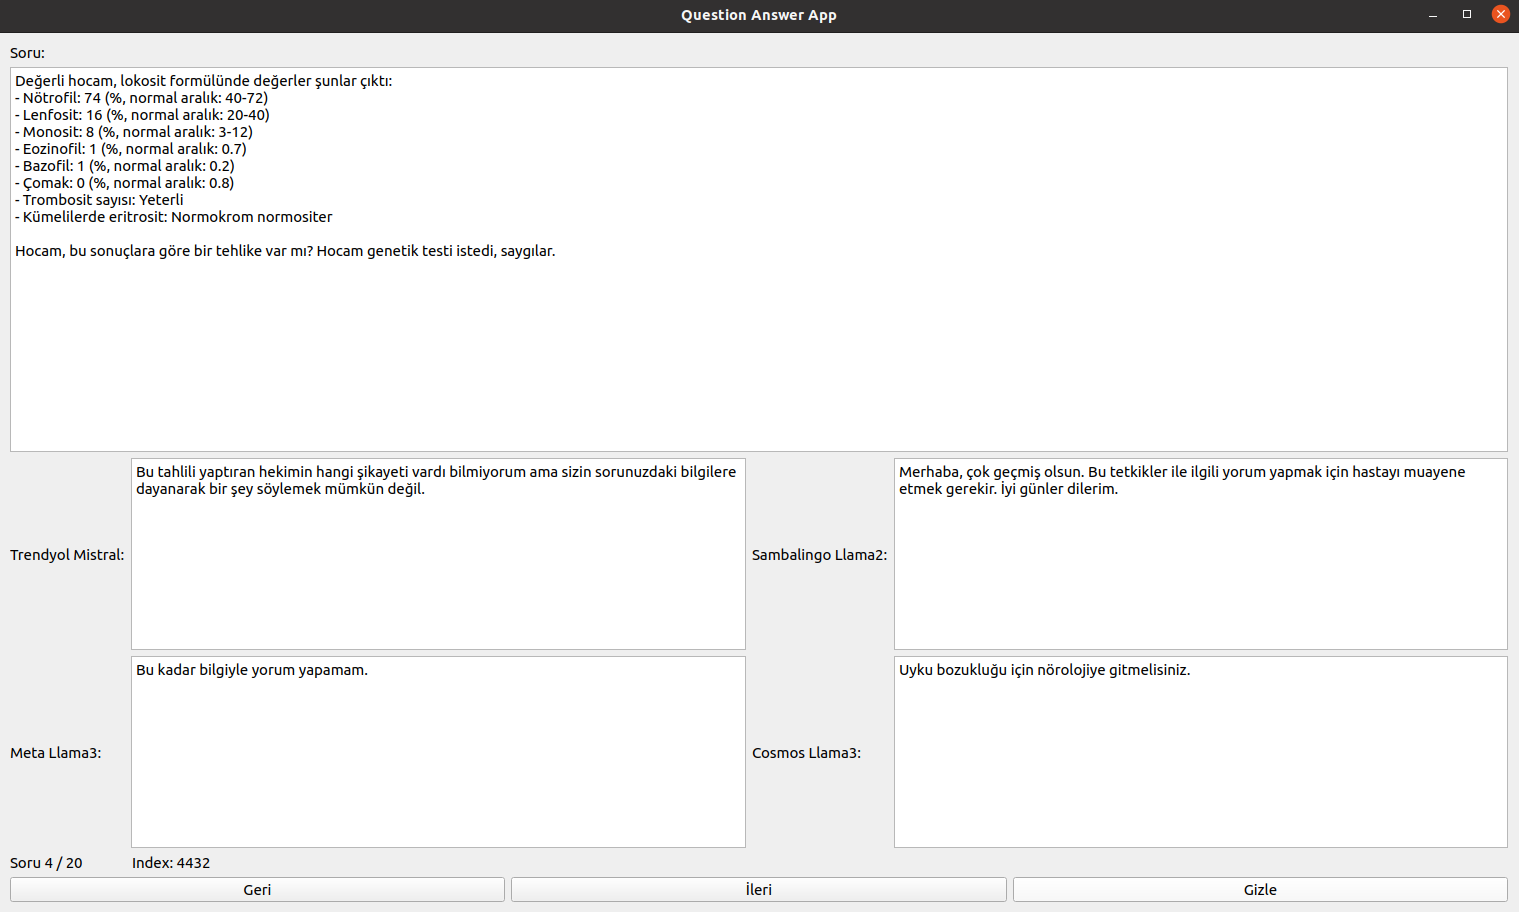 Question Answer App
Soru:
Değerli hocam, lokosit formülünde değerler şunlar çıktı:
- Nötrofil: 74 (%, normal aralık: 40-72)
- Lenfosit: 16 (%, normal aralık: 20-40)
- Monosit: 8 (%, normal aralık: 3-12)
- Eozinofil: 1 (%, normal aralık: 0.7)
- Bazofil: 1 (%, normal aralık: 0.2)
- Çomak: 0 (%, normal aralık: 0.8)
- Trombosit sayısı: Yeterli
- Kümelilerde eritrosit: Normokrom normositer
Hocam, bu sonuçlara göre bir tehlike var mı? Hocam genetik testi istedi, saygılar.
Trendyol Mistral:
Bu tahlili yaptıran hekimin hangi şikayeti vardı bilmiyorum ama sizin sorunuzdaki bilgilere
dayanarak bir şey söylemek mümkün değil.
Sambalingo Llama2:
Merhaba, çok geçmiş olsun. Bu tetkikler ile ilgili yorum yapmak için hastayı muayene
etmek gerekir. İyi günler dilerim.
Meta Llama3:
Bu kadar bilgiyle yorum yapamam.
Cosmos Llama3:
Uyku bozukluğu için nörolojiye gitmelisiniz.
Soru 4 / 20
Index: 4432
Geri
İleri
Gizle